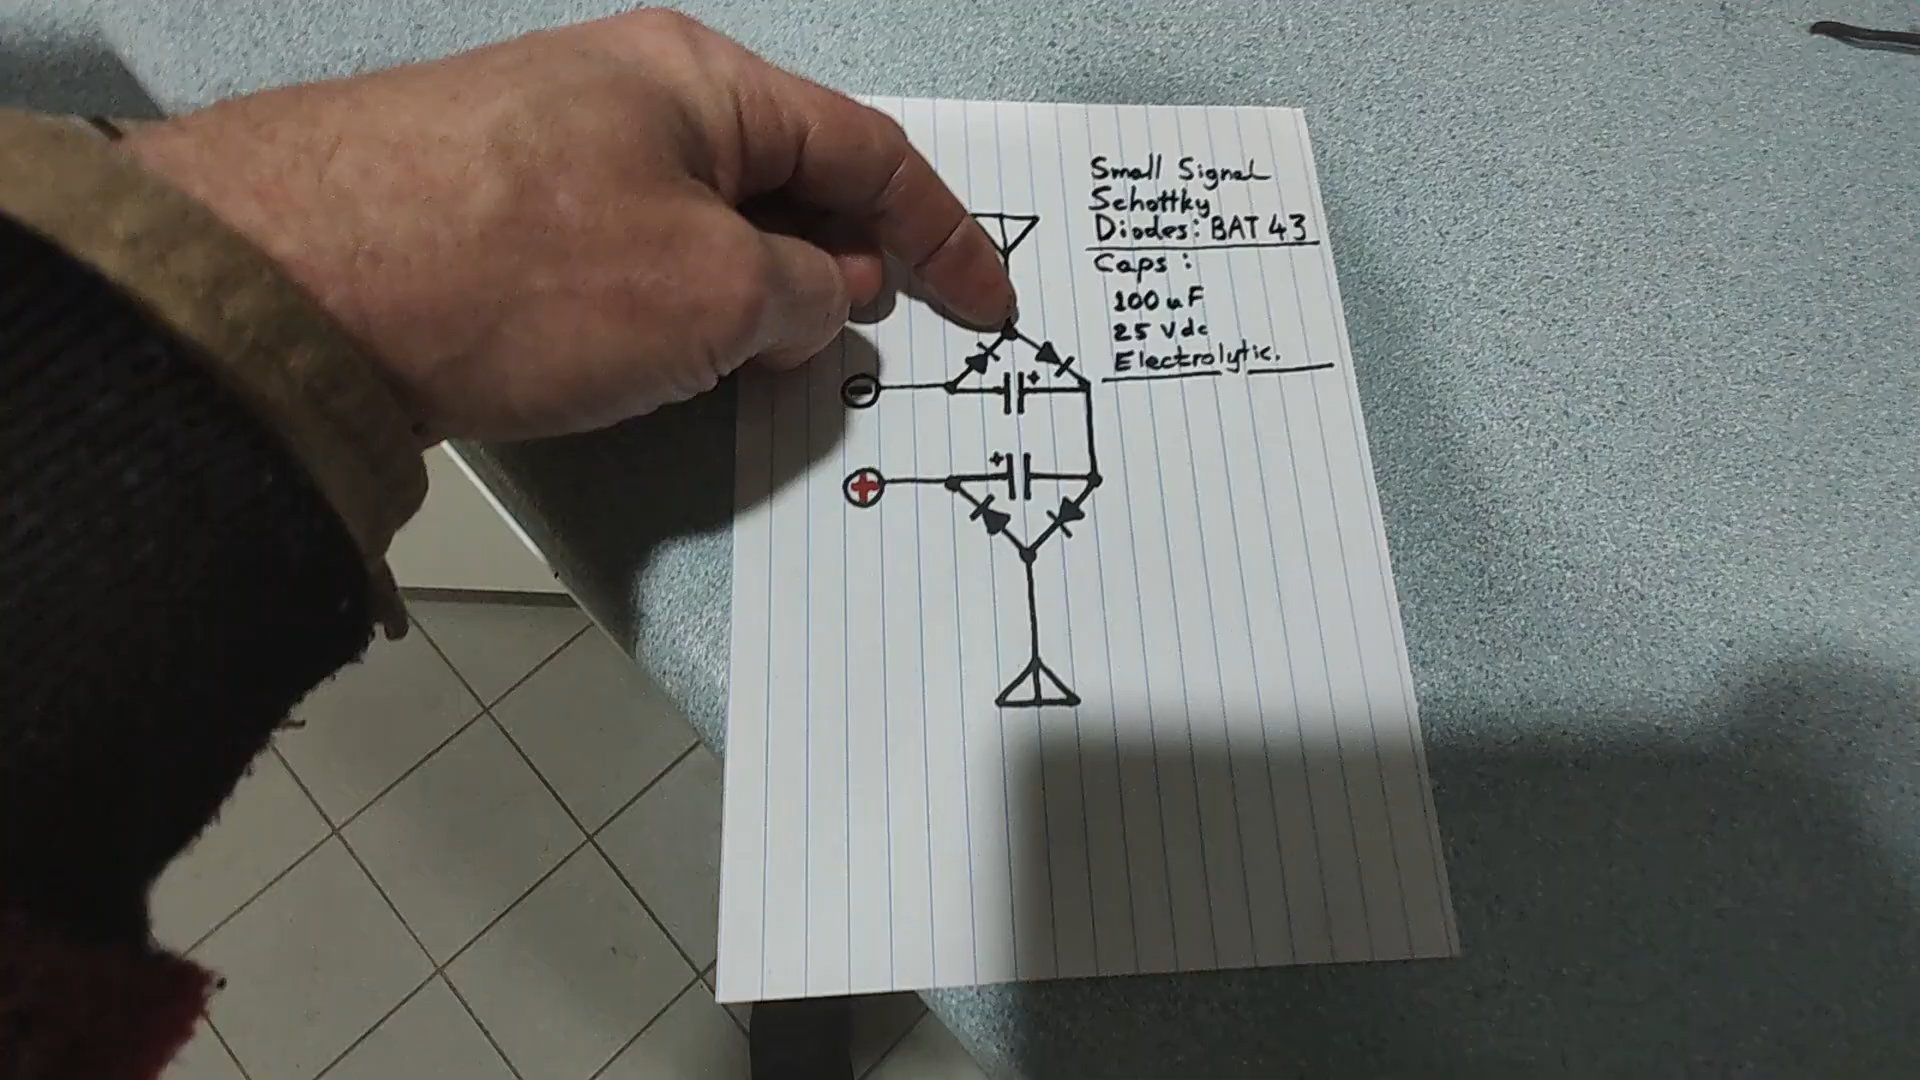 Small Signal
Schottky
Diodes: BAT 43
Caps :
100 uF
25 Vdc
Electrolytic.
-
+
+
+